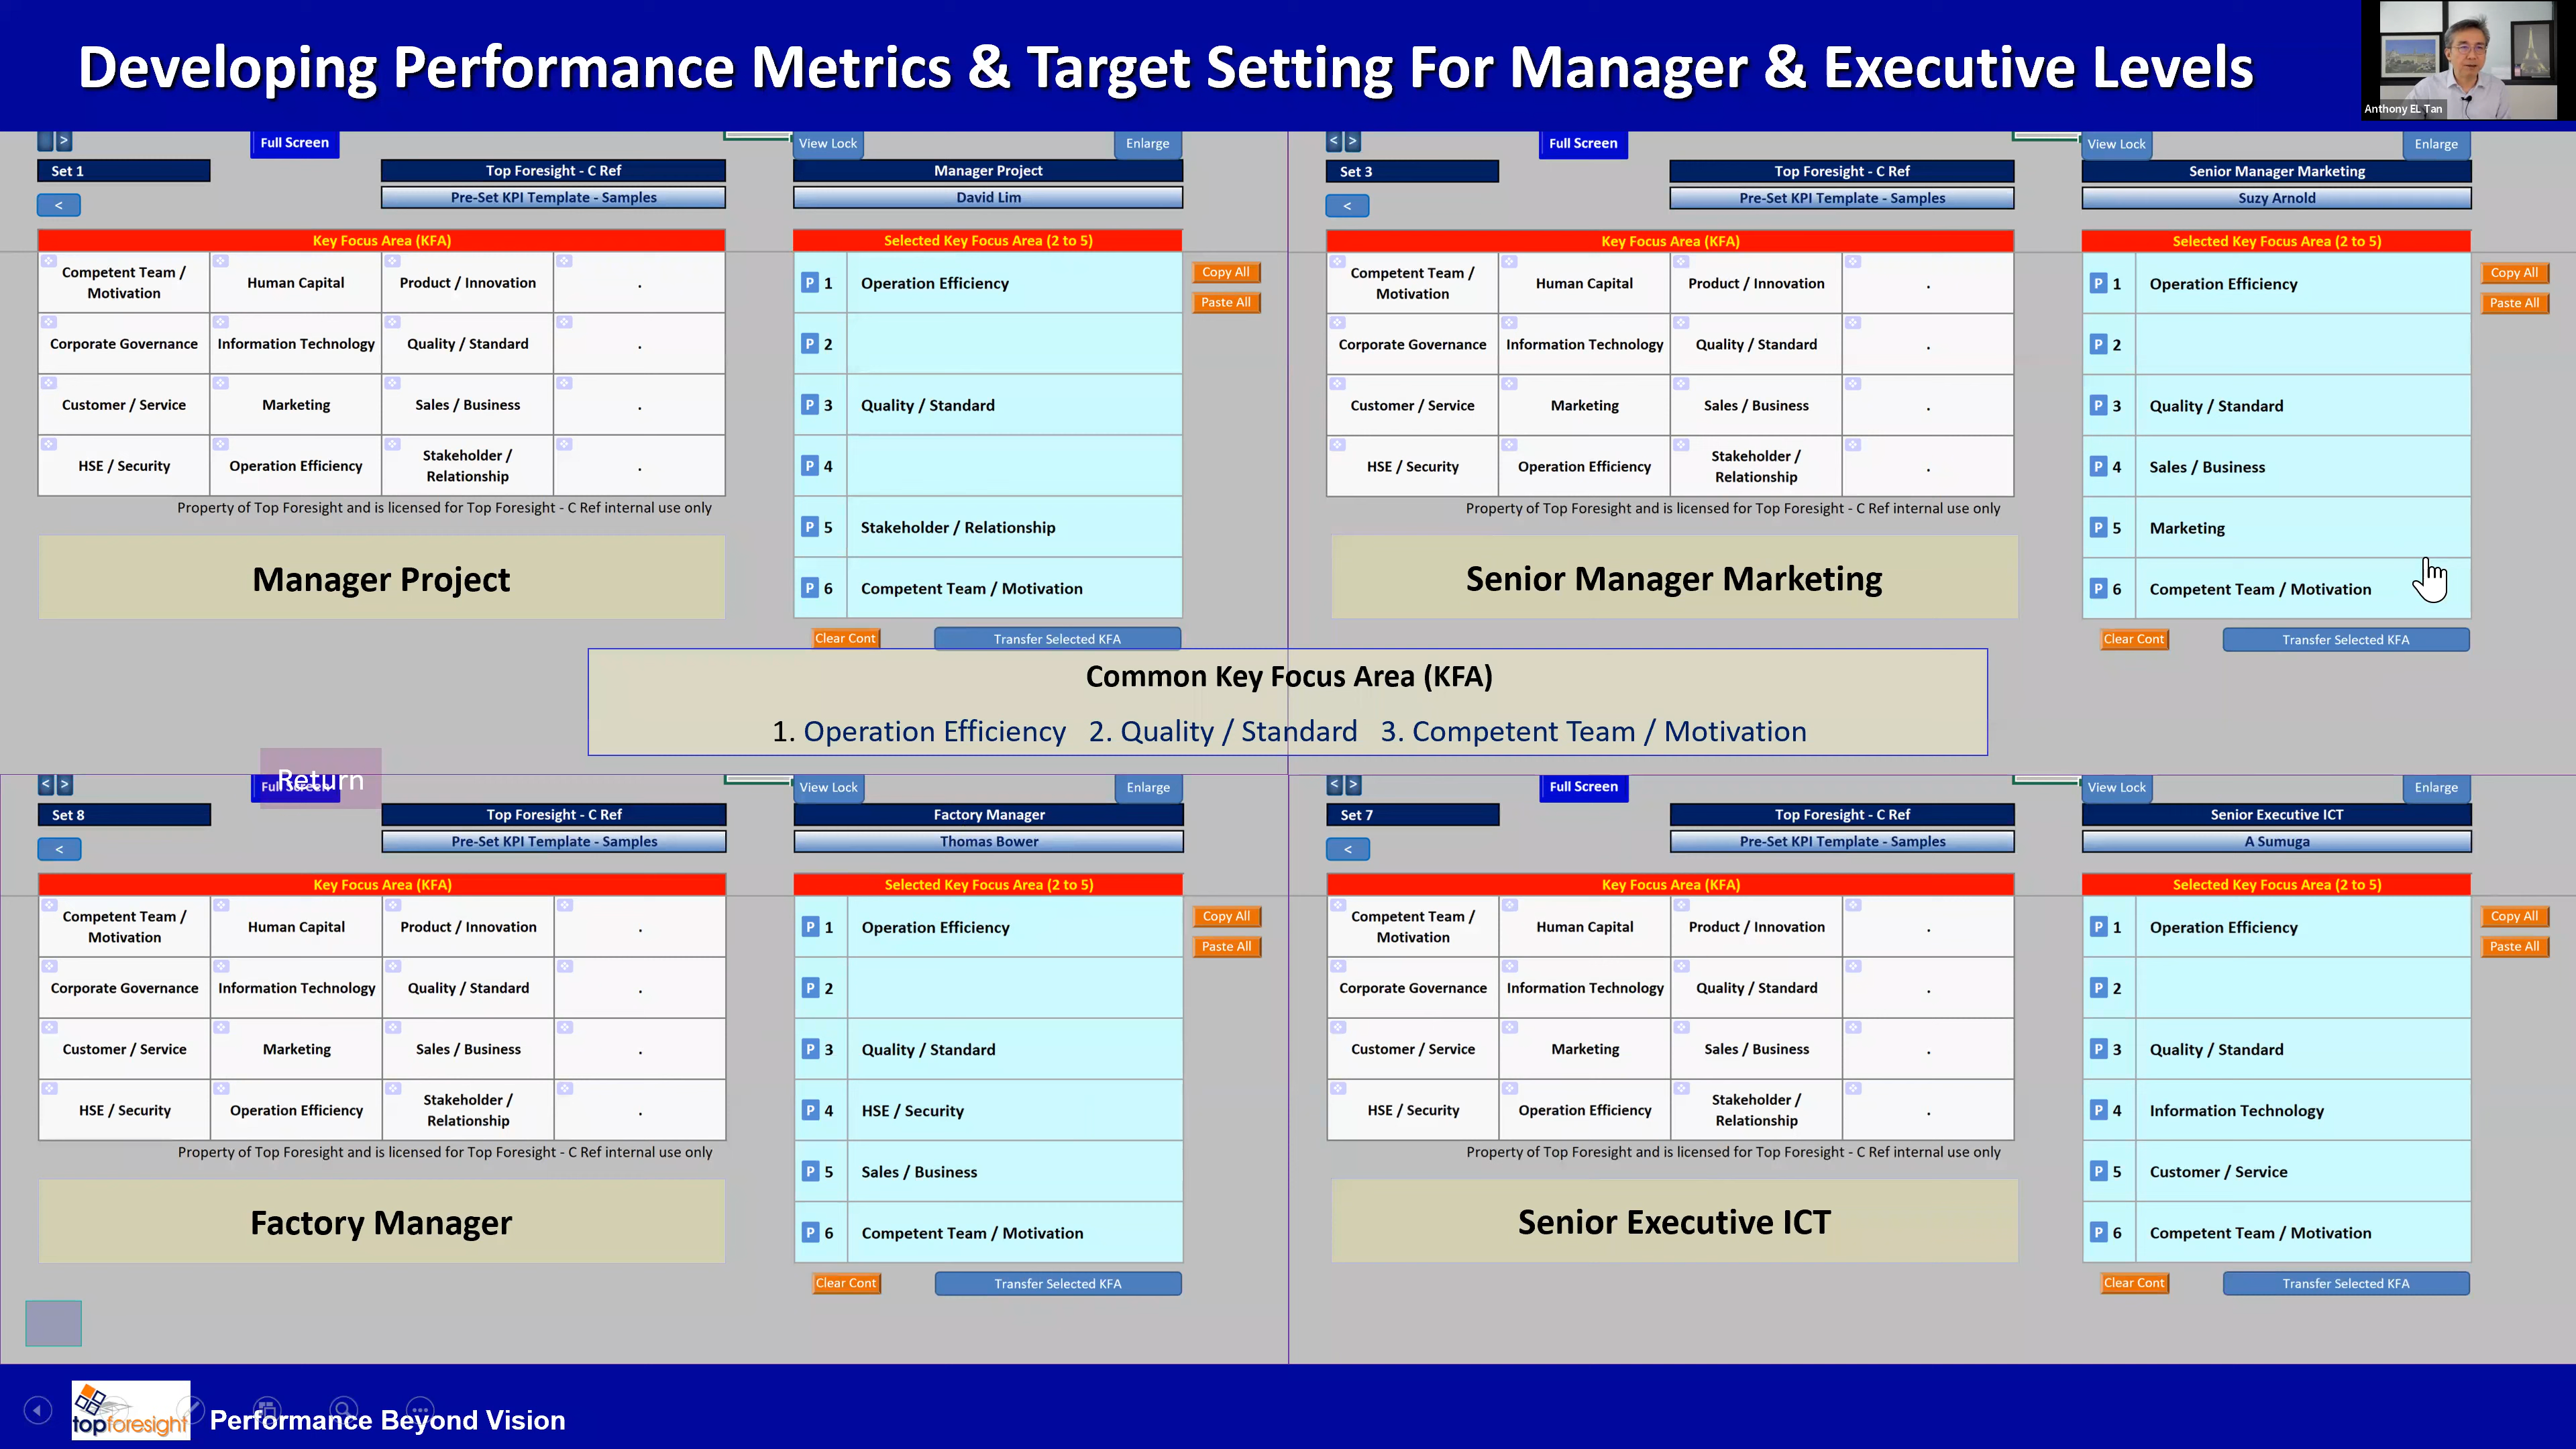 Developing Performance Metrics & Target Setting For Manager & Executive Levels
Anthony EL Tan
>
Full Screen
View Lock
Enlarge
Set 1
Top Foresight - C Ref
Manager Project
<
Pre-Set KPI Template - Samples
David Lim
Key Focus Area (KFA)
Selected Key Focus Area (2 to 5)
Competent Team / Motivation
Human Capital
Product / Innovation
.
P 1 Operation Efficiency
Copy All
Paste All
Corporate Governance
Information Technology
Quality / Standard
.
P 2
Customer / Service
Marketing
Sales / Business
.
P 3 Quality / Standard
HSE / Security
Operation Efficiency
Stakeholder / Relationship
.
P 4
Property of Top Foresight and is licensed for Top Foresight - C Ref internal use only
P 5 Stakeholder / Relationship
Manager Project
P 6 Competent Team / Motivation
Clear Cont
Transfer Selected KFA
< >
Full Screen
View Lock
Enlarge
Set 3
Top Foresight - C Ref
Senior Manager Marketing
<
Pre-Set KPI Template - Samples
Suzy Arnold
Key Focus Area (KFA)
Selected Key Focus Area (2 to 5)
Competent Team / Motivation
Human Capital
Product / Innovation
.
P 1 Operation Efficiency
Copy All
Paste All
Corporate Governance
Information Technology
Quality / Standard
.
P 2
Customer / Service
Marketing
Sales / Business
.
P 3 Quality / Standard
HSE / Security
Operation Efficiency
Stakeholder / Relationship
.
P 4 Sales / Business
Property of Top Foresight and is licensed for Top Foresight - C Ref internal use only
P 5 Marketing
Senior Manager Marketing
P 6 Competent Team / Motivation
Clear Cont
Transfer Selected KFA
Common Key Focus Area (KFA)
1. Operation Efficiency 2. Quality / Standard 3. Competent Team / Motivation
Return
< >
Full Screen
View Lock
Enlarge
Set 8
Top Foresight - C Ref
Factory Manager
<
Pre-Set KPI Template - Samples
Thomas Bower
Key Focus Area (KFA)
Selected Key Focus Area (2 to 5)
Competent Team / Motivation
Human Capital
Product / Innovation
.
P 1 Operation Efficiency
Copy All
Paste All
Corporate Governance
Information Technology
Quality / Standard
.
P 2
Customer / Service
Marketing
Sales / Business
.
P 3 Quality / Standard
HSE / Security
Operation Efficiency
Stakeholder / Relationship
.
P 4 HSE / Security
Property of Top Foresight and is licensed for Top Foresight - C Ref internal use only
P 5 Sales / Business
Factory Manager
P 6 Competent Team / Motivation
Clear Cont
Transfer Selected KFA
< >
Full Screen
View Lock
Enlarge
Set 7
Top Foresight - C Ref
Senior Executive ICT
<
Pre-Set KPI Template - Samples
A Sumuga
Key Focus Area (KFA)
Selected Key Focus Area (2 to 5)
Competent Team / Motivation
Human Capital
Product / Innovation
.
P 1 Operation Efficiency
Copy All
Paste All
Corporate Governance
Information Technology
Quality / Standard
.
P 2
Customer / Service
Marketing
Sales / Business
.
P 3 Quality / Standard
HSE / Security
Operation Efficiency
Stakeholder / Relationship
.
P 4 Information Technology
Property of Top Foresight and is licensed for Top Foresight - C Ref internal use only
P 5 Customer / Service
Senior Executive ICT
P 6 Competent Team / Motivation
Clear Cont
Transfer Selected KFA
topforesight
Performance Beyond Vision